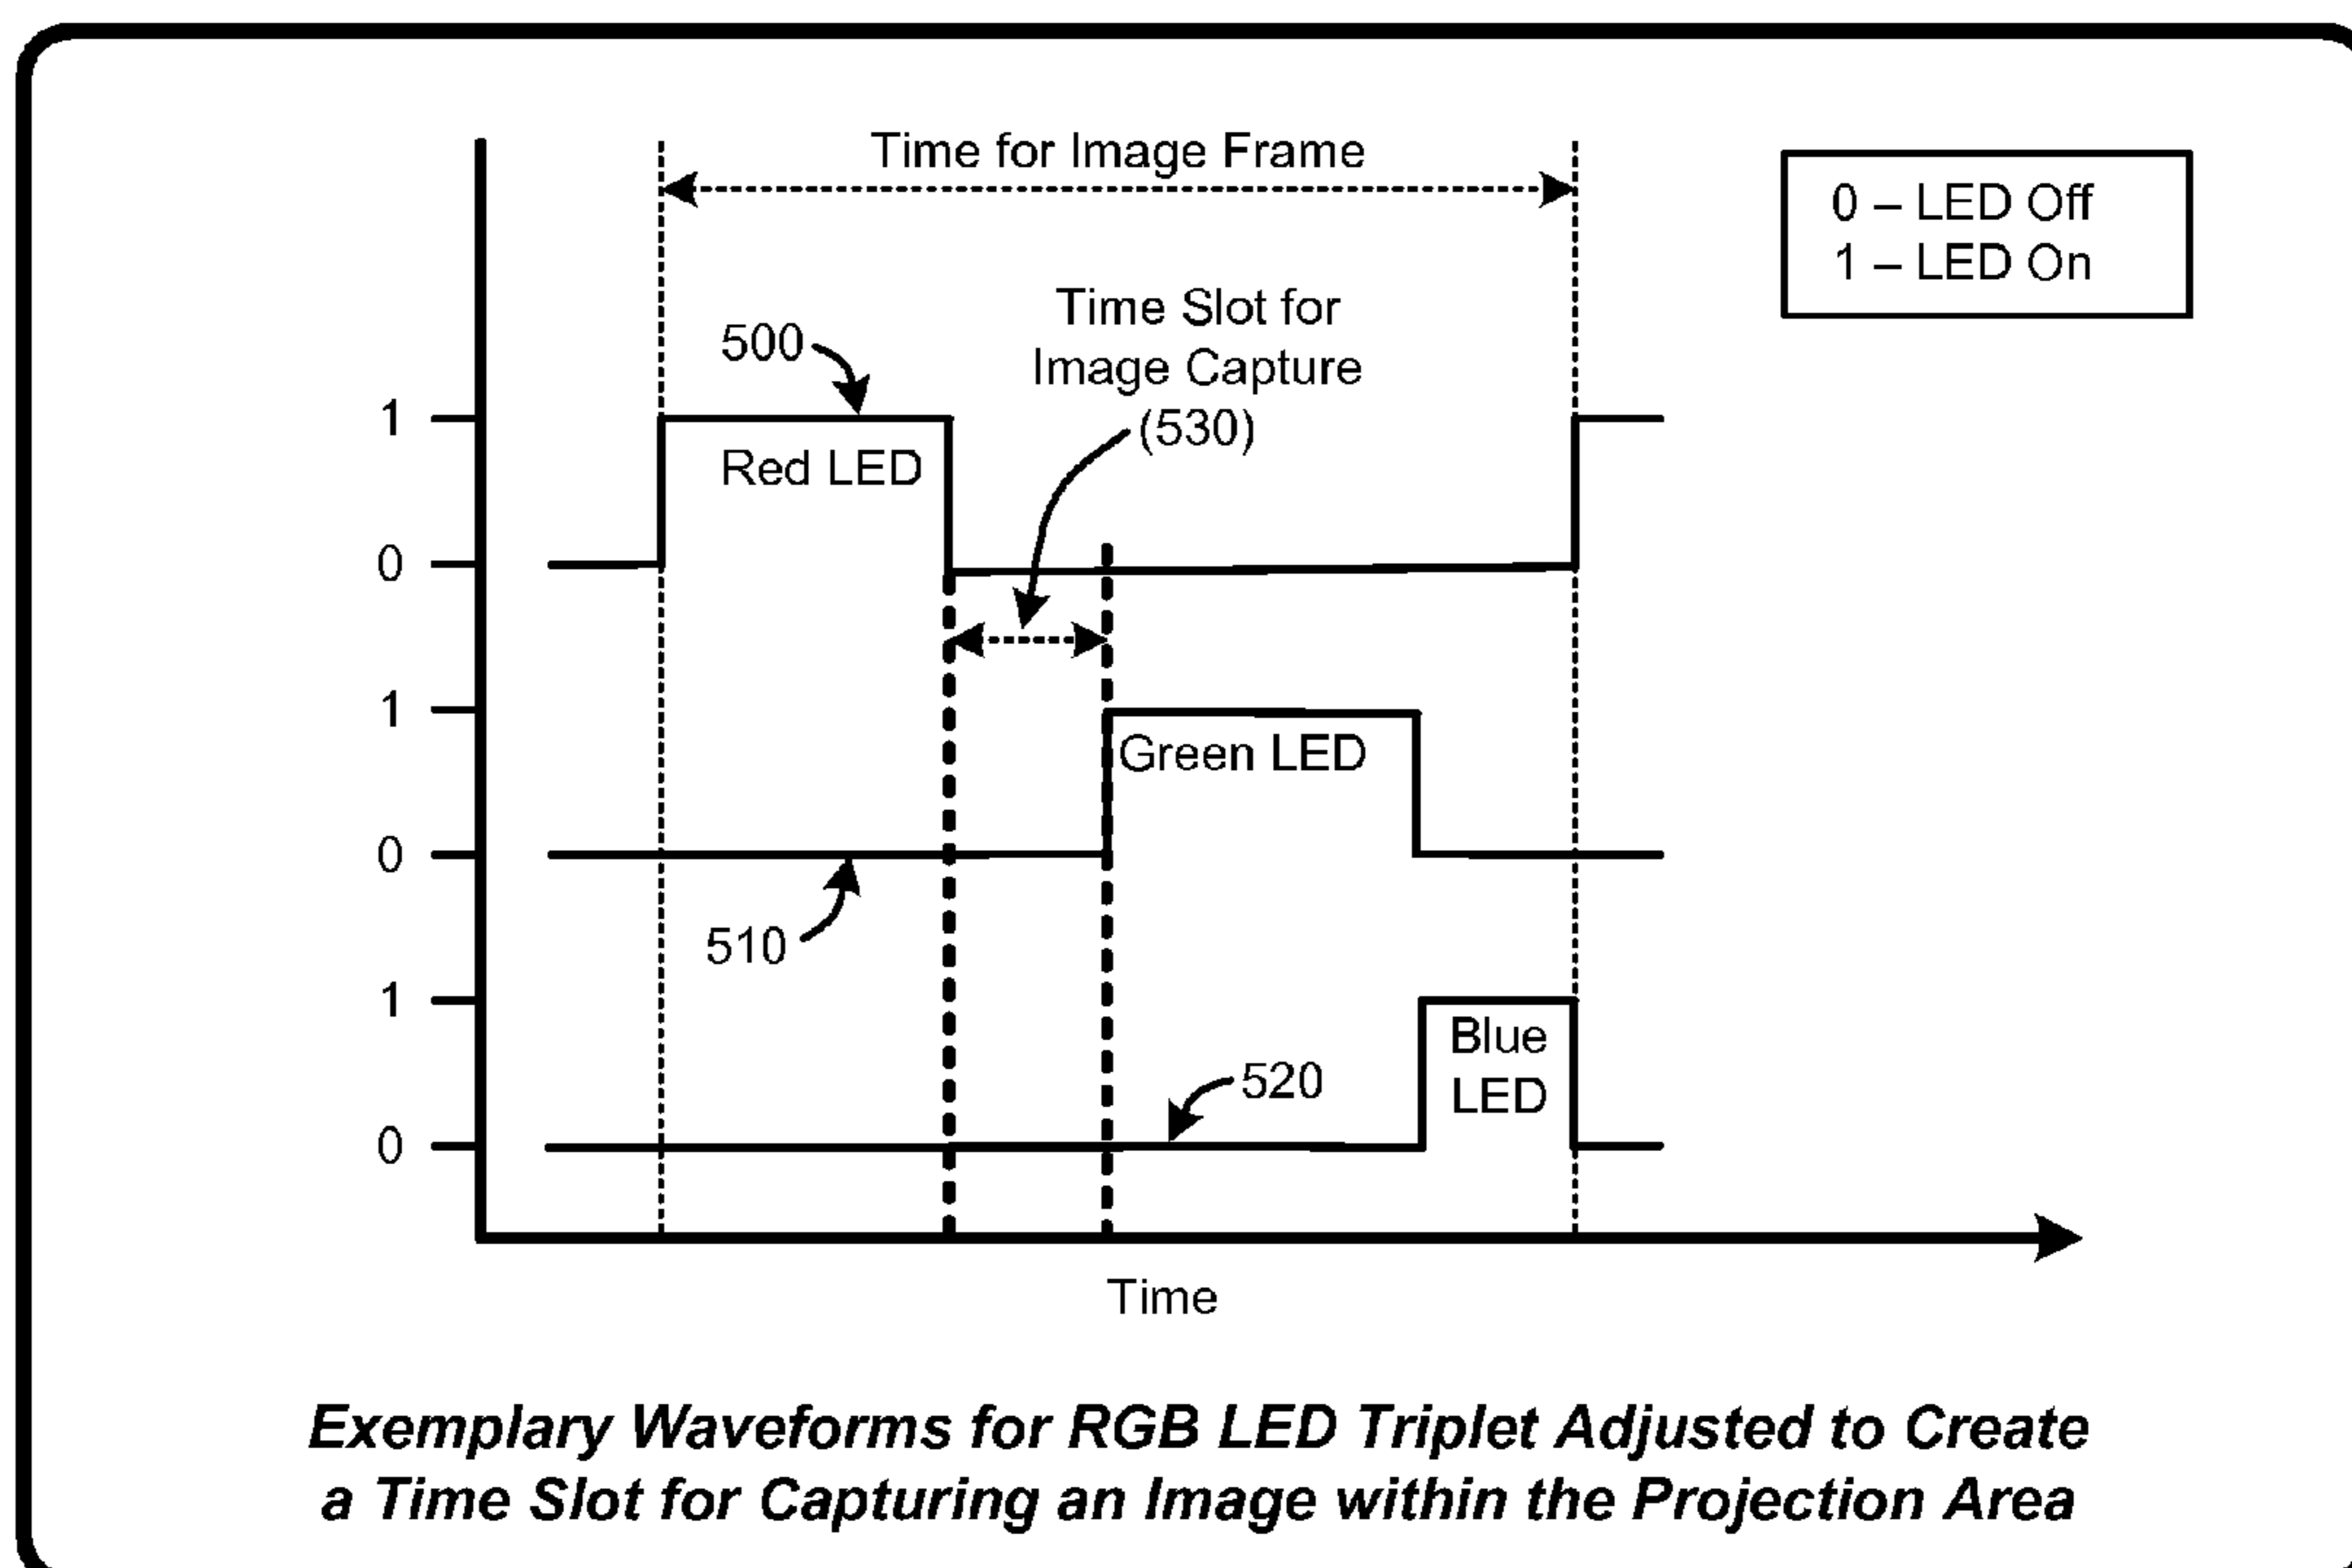 Time for Image Frame
0 – LED Off
1 – LED On
Time Slot for
Image Capture
(530)
500
1
Red LED
0
1
Green LED
0
510
1
Blue
LED
520
0
Time
Exemplary Waveforms for RGB LED Triplet Adjusted to Create
a Time Slot for Capturing an Image within the Projection Area